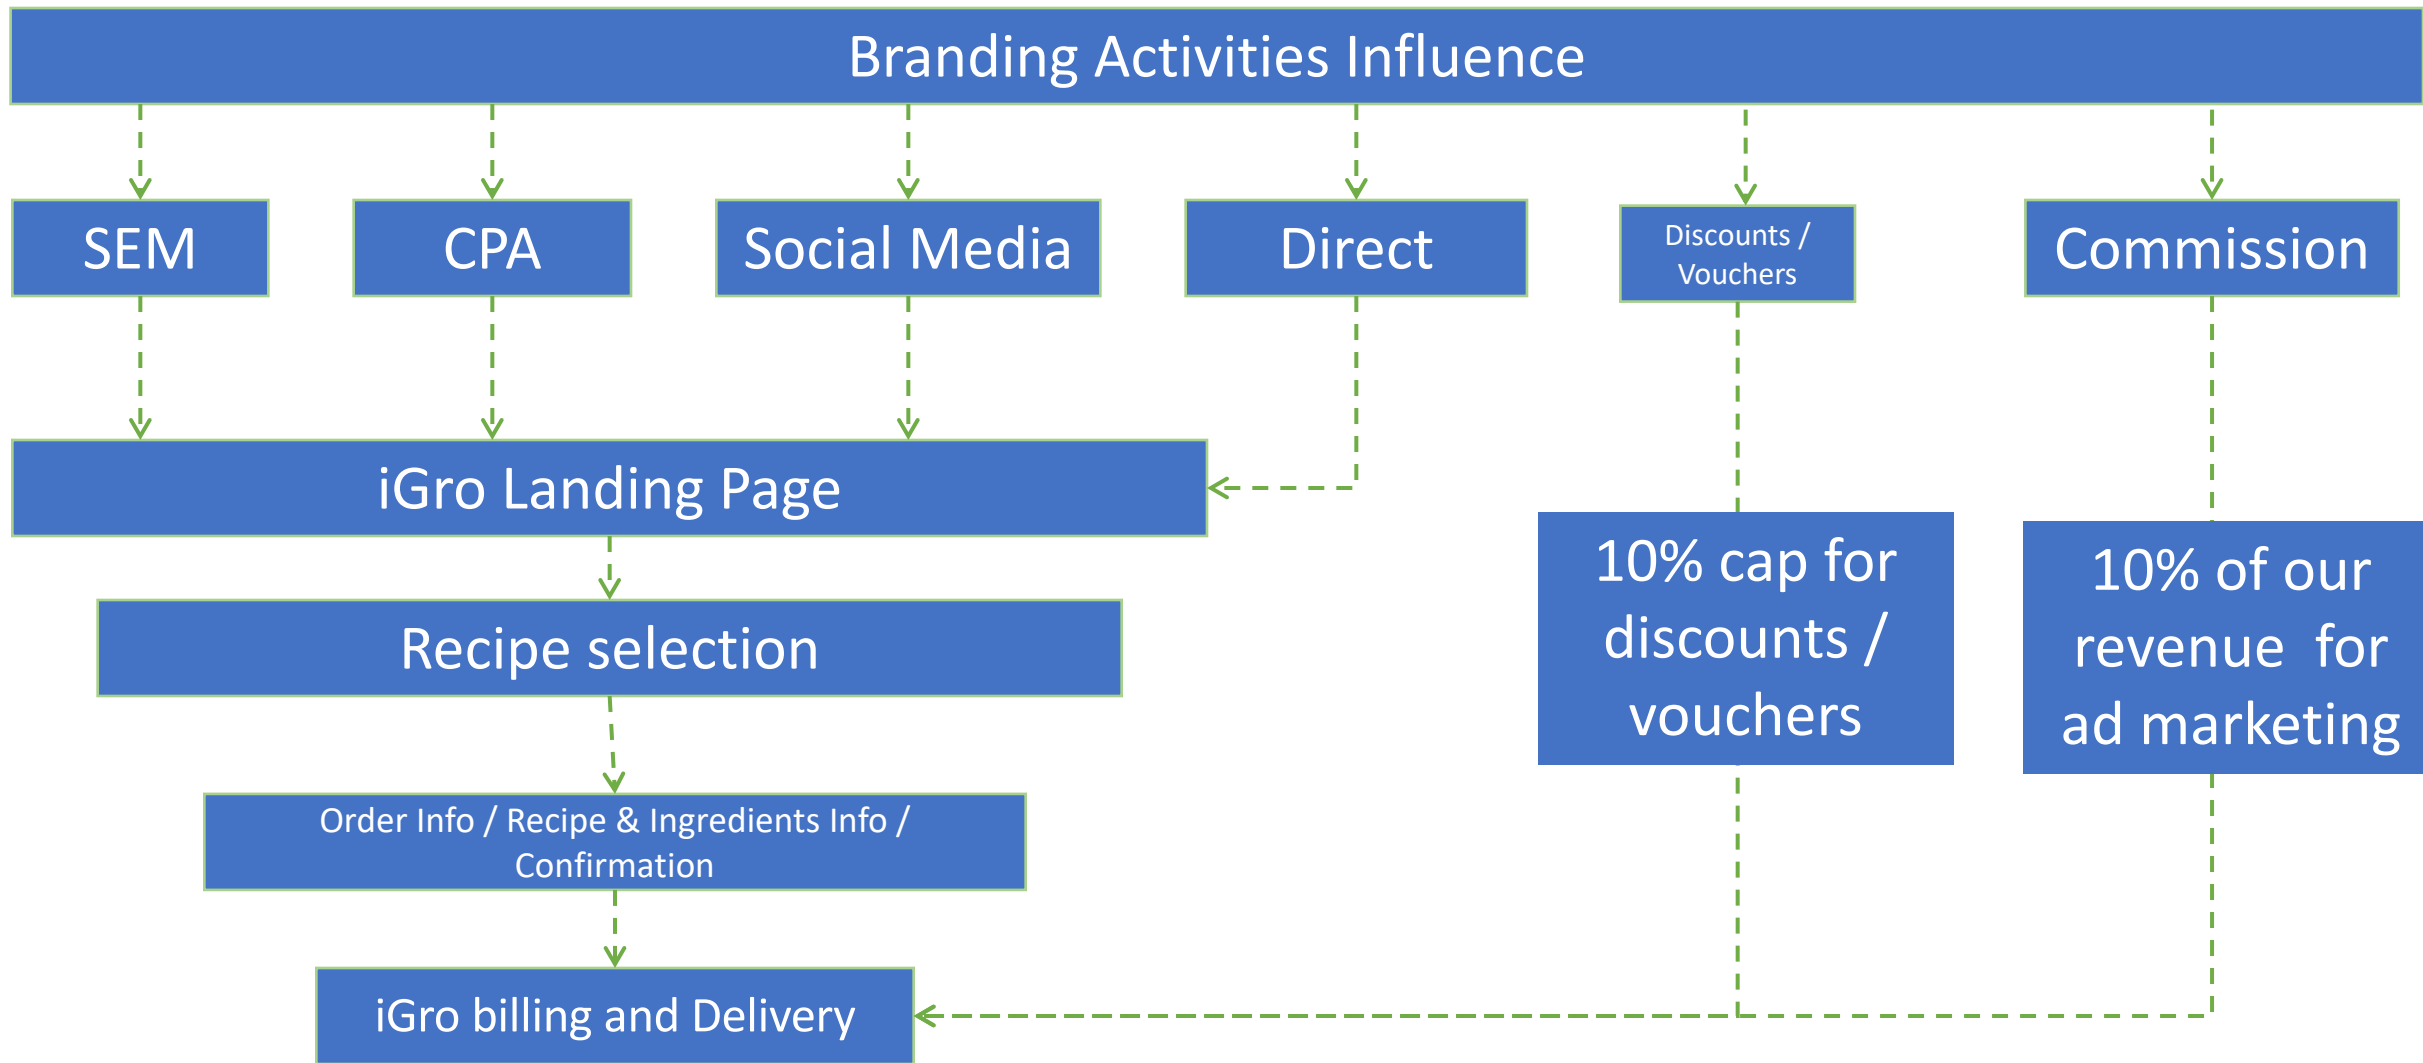 Branding Activities Influence
SEM
CPA
Social Media
Direct
Discounts /
Vouchers
Commission
iGro Landing Page
10% cap for
discounts /
vouchers
10% of our
revenue  for
ad marketing
Recipe selection
Order Info / Recipe & Ingredients Info /
Confirmation
iGro billing and Delivery